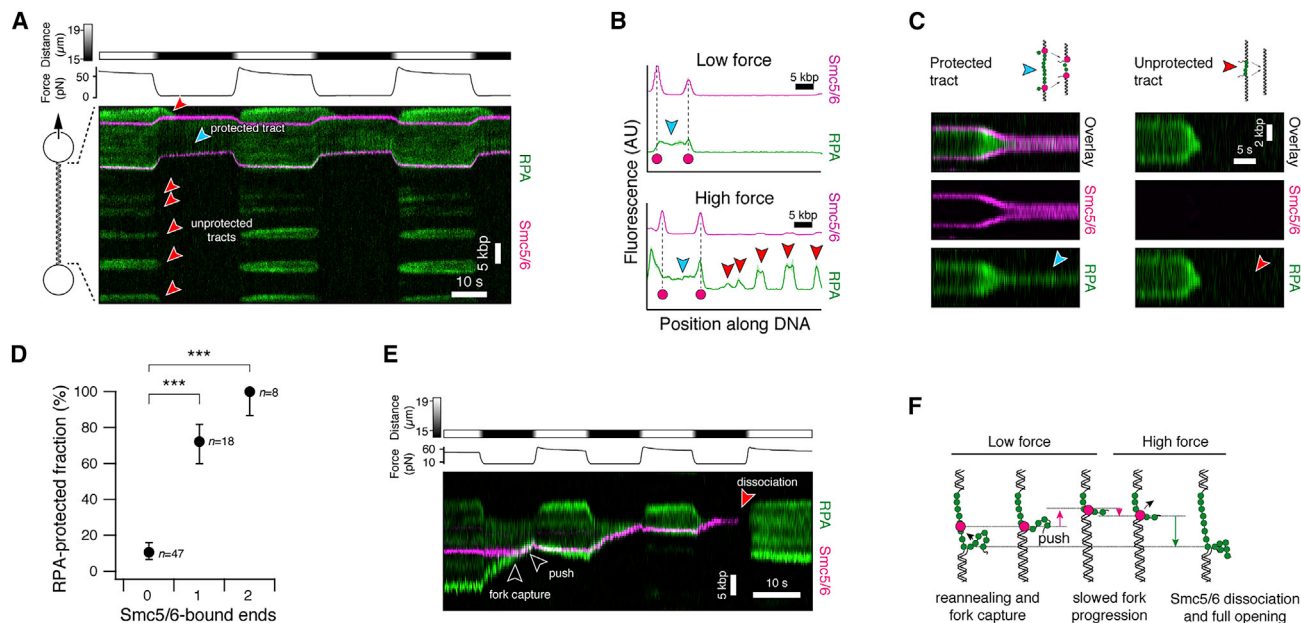 A
Distance (µm)
19
15
Force (pN)
50
0
protected tract
unprotected tracts
RPA
Smc5/6
5 kbp
10 s
B
Low force
5 kbp
Smc5/6
RPA
High force
5 kbp
Smc5/6
RPA
Fluorescence (AU)
Position along DNA
C
Protected tract
Unprotected tract
Overlay
Smc5/6
RPA
Overlay
2 kbp
5 s
Smc5/6
RPA
D
RPA-protected fraction (%)
100
80
60
40
20
0
***
***
n=8
n=18
n=47
0 1 2
Smc5/6-bound ends
E
Distance (µm)
19
15
Force (pN)
60
10
dissociation
push
fork capture
RPA
Smc5/6
5 kbp
10 s
F
Low force
High force
push
reannealing and fork capture
slowed fork progression
Smc5/6 dissociation and full opening